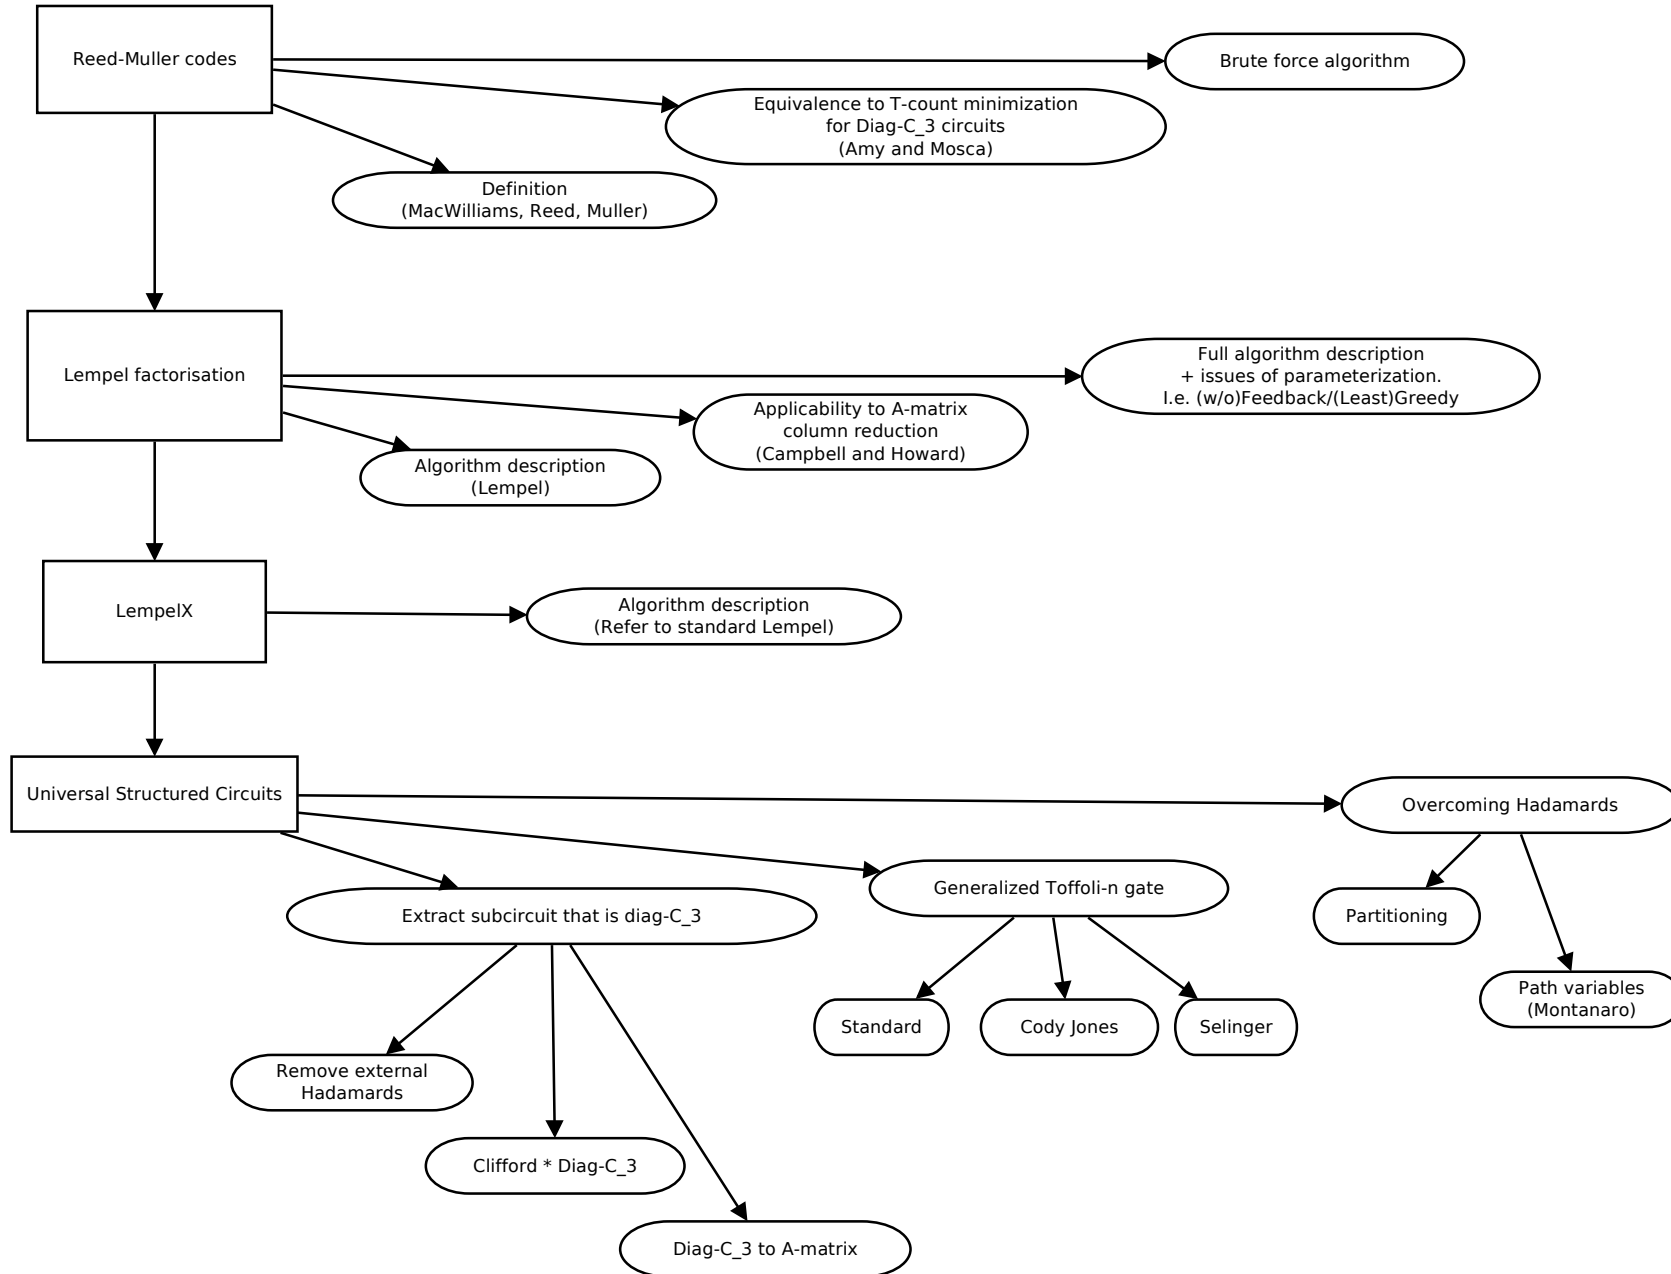 Reed-Muller codes
Brute force algorithm
Equivalence to T-count minimization
for Diag-C_3 circuits
(Amy and Mosca)
Definition
(MacWilliams, Reed, Muller)
Lempel factorisation
Full algorithm description
+ issues of parameterization.
I.e. (w/o)Feedback/(Least)Greedy
Applicability to A-matrix
column reduction
(Campbell and Howard)
Algorithm description
(Lempel)
LempelX
Algorithm description
(Refer to standard Lempel)
Universal Structured Circuits
Overcoming Hadamards
Generalized Toffoli-n gate
Extract subcircuit that is diag-C_3
Partitioning
Path variables
(Montanaro)
Standard
Cody Jones
Selinger
Remove external
Hadamards
Clifford * Diag-C_3
Diag-C_3 to A-matrix